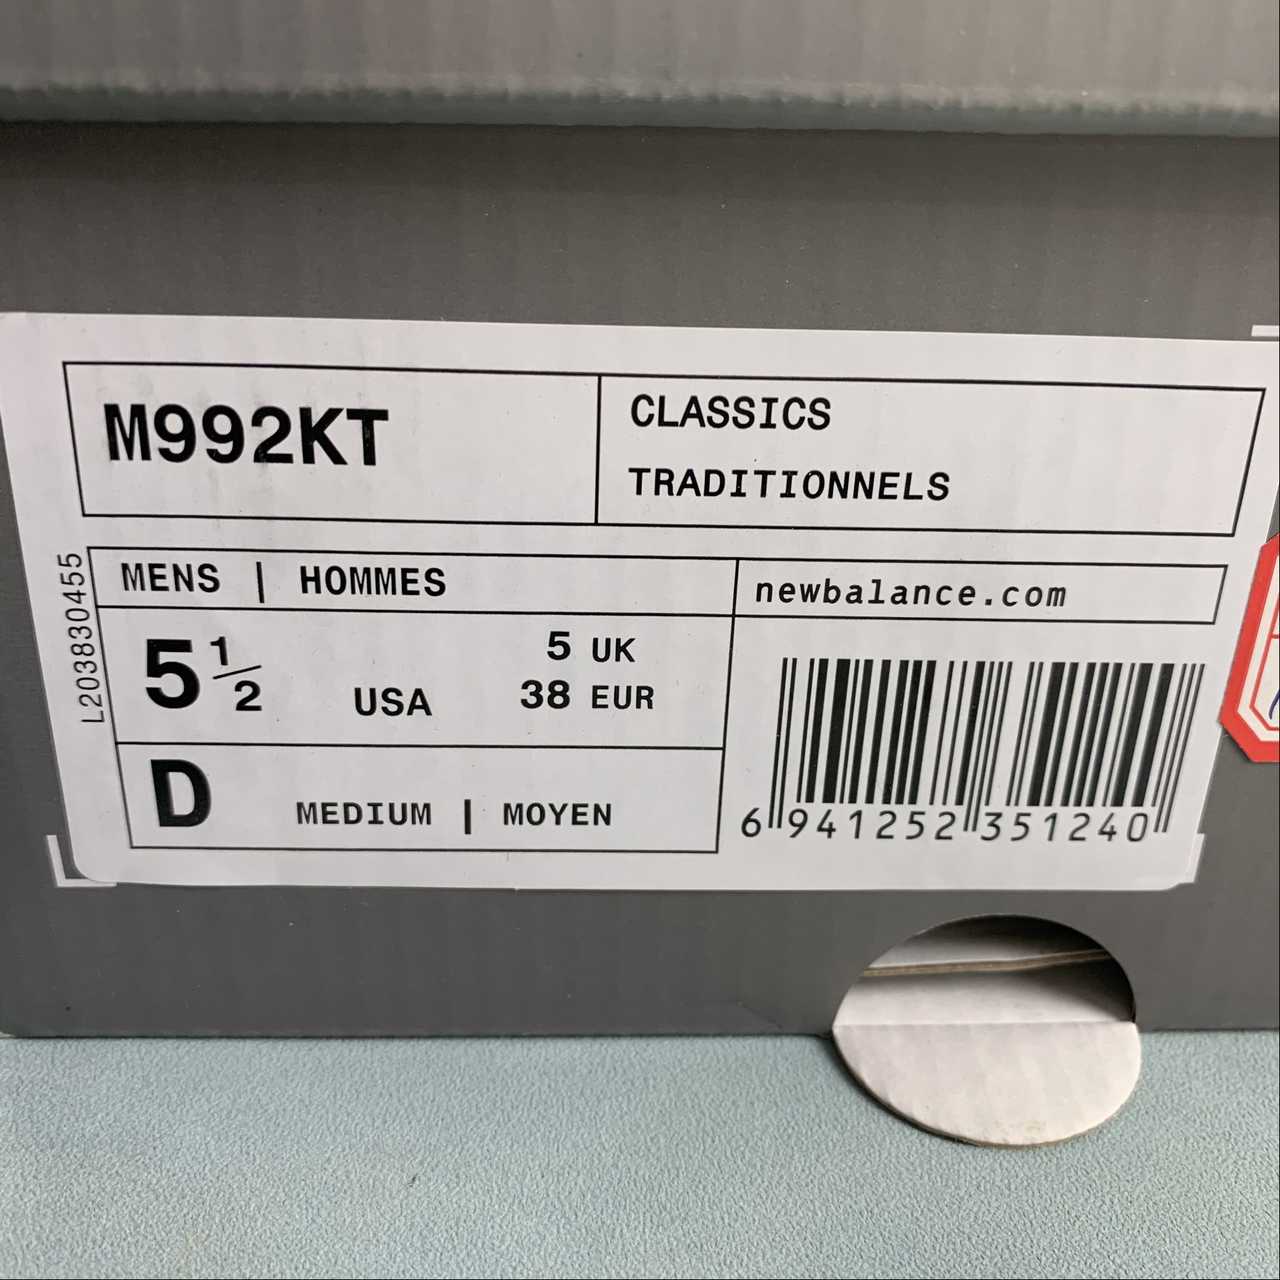 M992KT
CLASSICS
TRADITIONNELS
L203830455
MENS | HOMMES
newbalance.com
5 1/2 USA
5 UK
38 EUR
D MEDIUM | MOYEN
6 941252 351240